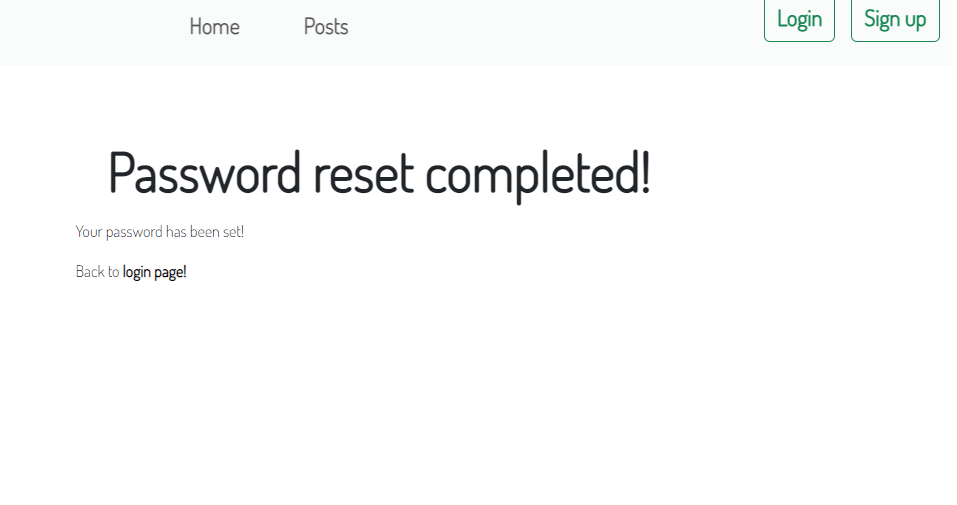 Home Posts Login Sign up
Password reset completed!
Your password has been set!
Back to login page!